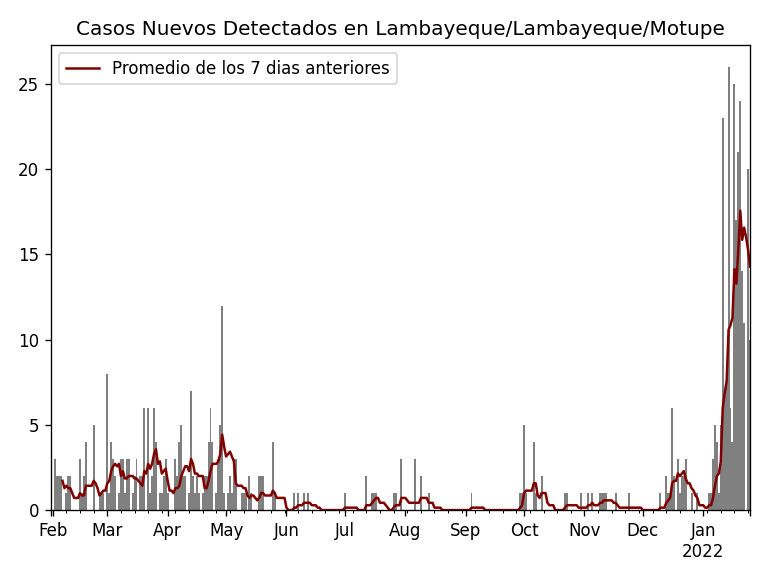 Casos Nuevos Detectados en Lambayeque/Lambayeque/Motupe
Promedio de los 7 dias anteriores
25
20
15
10
5
0
Feb Mar Apr May Jun Jul Aug Sep Oct Nov Dec Jan
2022